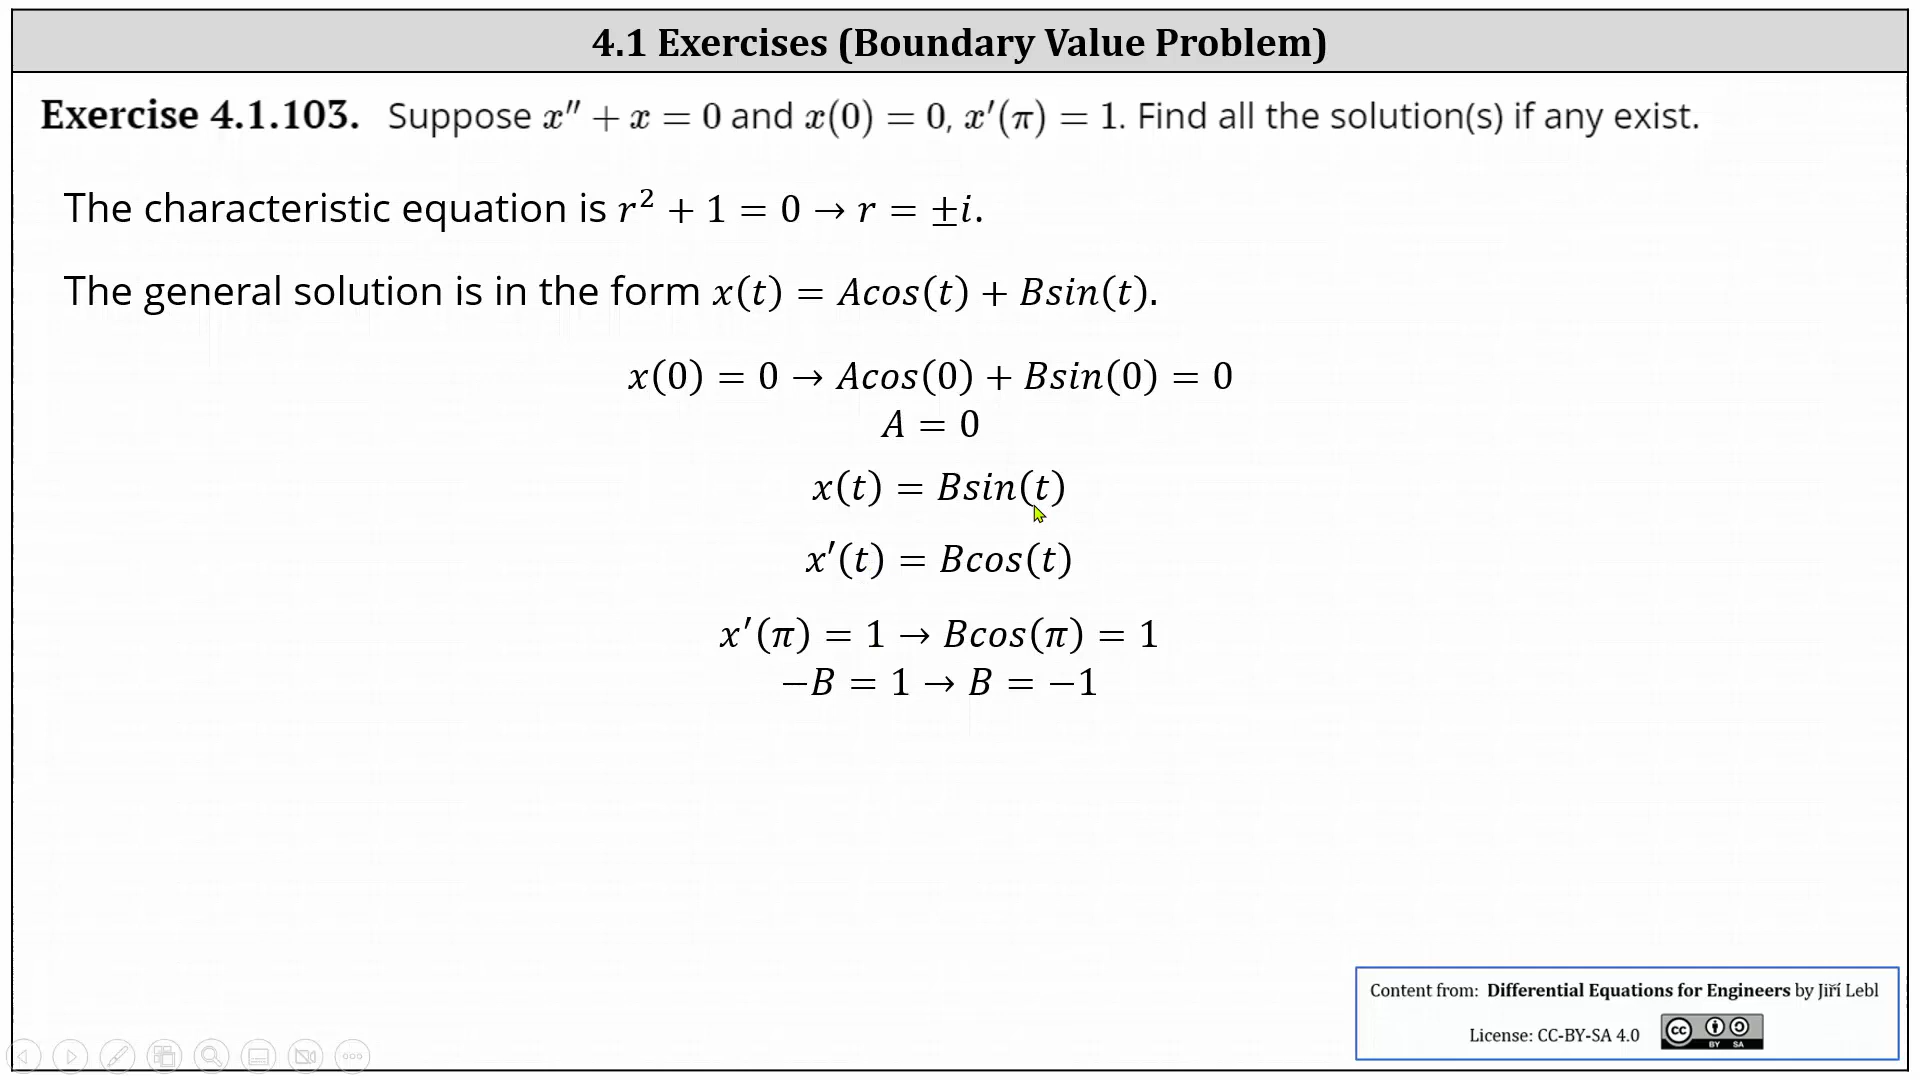 4.1 Exercises (Boundary Value Problem)
Exercise 4.1.103. Suppose x′′ + x = 0 and x(0) = 0, x′(π) = 1. Find all the solution(s) if any exist.
The characteristic equation is r² + 1 = 0 → r = ±i.
The general solution is in the form x(t) = Acos(t) + Bsin(t).
x(0) = 0 → Acos(0) + Bsin(0) = 0
A = 0
x(t) = Bsin(t)
x′(t) = Bcos(t)
x′(π) = 1 → Bcos(π) = 1
−B = 1 → B = −1
Content from: Differential Equations for Engineers by Jiří Lebl
License: CC-BY-SA 4.0
cc BY SA